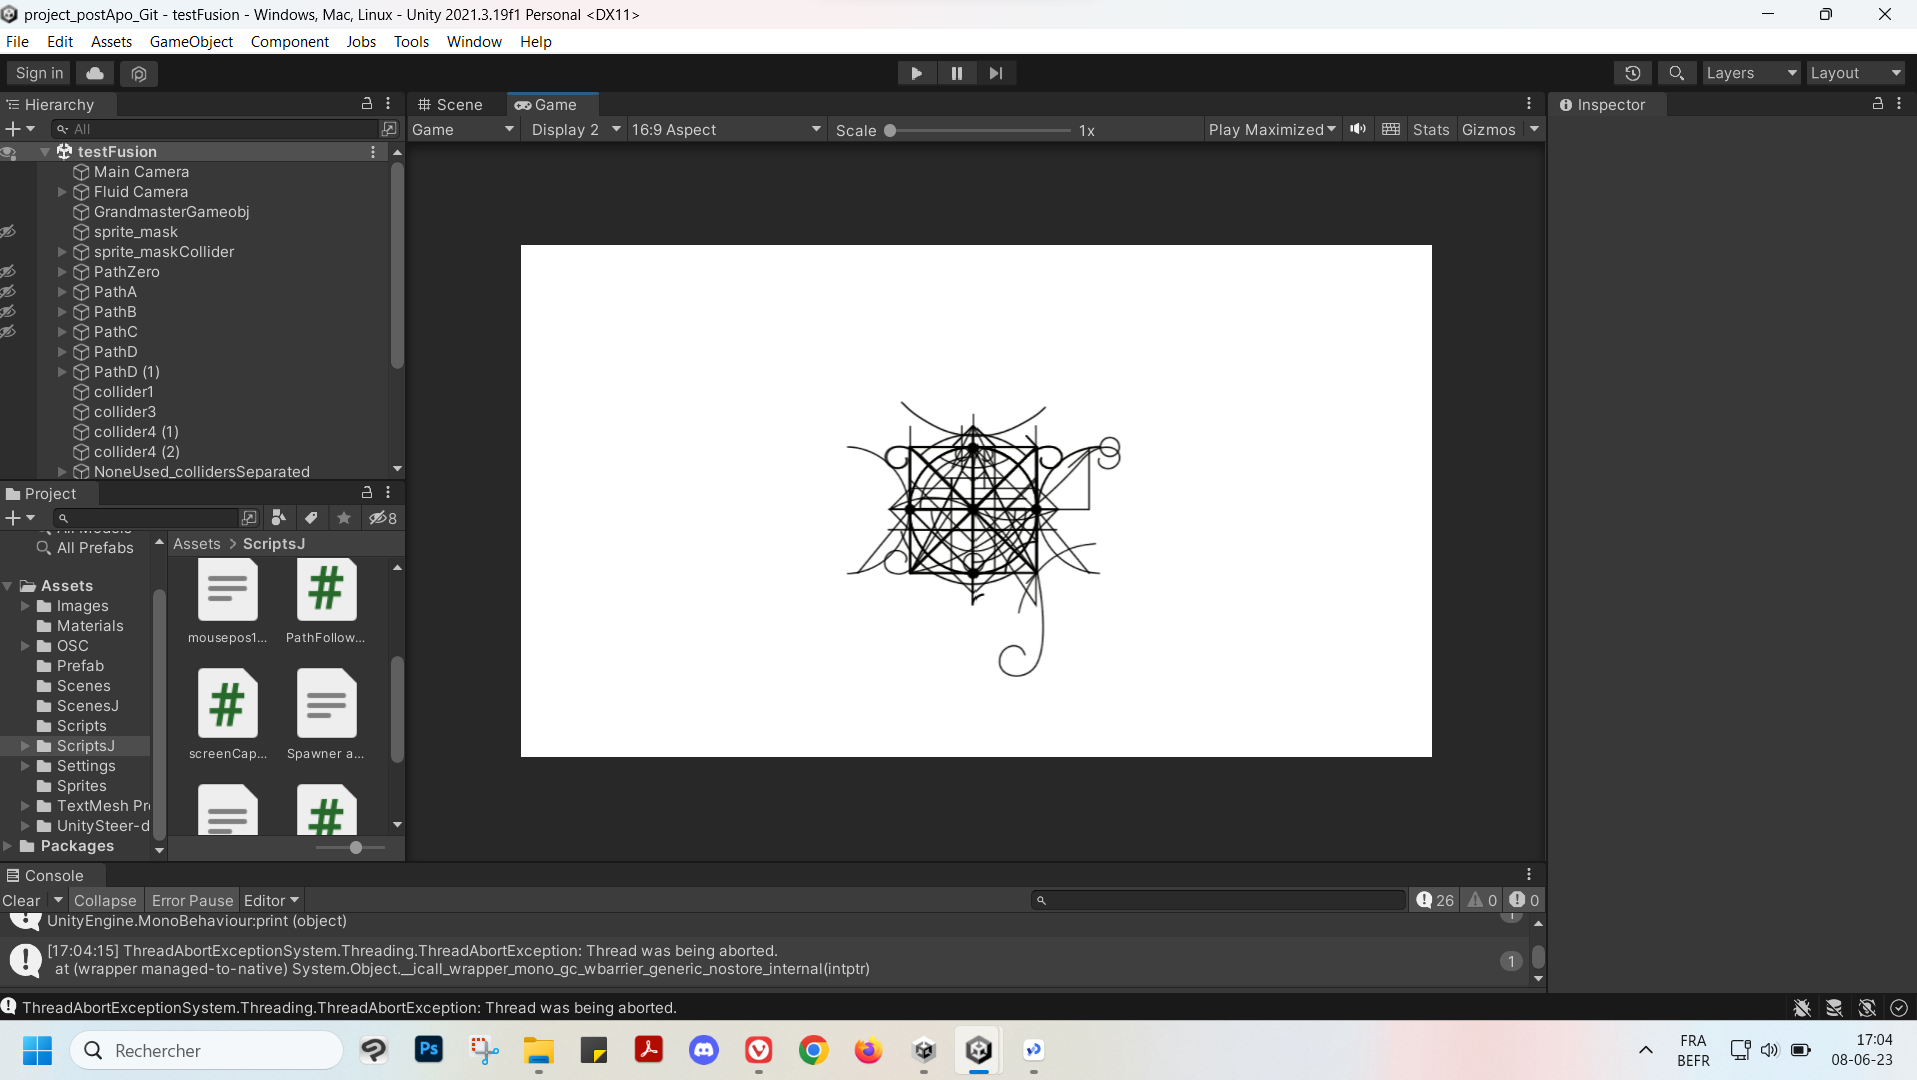 project_postApo_Git - testFusion - Windows, Mac, Linux - Unity 2021.3.19f1 Personal <DX11>
File Edit Assets GameObject Component Jobs Tools Window Help
Sign in
Layers Layout
Hierarchy
All
testFusion
Main Camera
Fluid Camera
GrandmasterGameobj
sprite_mask
sprite_maskCollider
PathZero
PathA
PathB
PathC
PathD
PathD (1)
collider1
collider3
collider4 (1)
collider4 (2)
NoneUsed_collidersSeparated
Scene Game
Game Display 2 16:9 Aspect Scale 1x Play Maximized Stats Gizmos
Inspector
Project
8
All Prefabs
Assets
Images
Materials
OSC
Prefab
Scenes
ScenesJ
Scripts
ScriptsJ
Settings
Sprites
TextMesh Pr
UnitySteer-d
Packages
Assets > ScriptsJ
mousepos1... PathFollow...
screenCap... Spawner a...
Console
Clear Collapse Error Pause Editor 26 0 0
UnityEngine.MonoBehaviour:print (object)
[17:04:15] ThreadAbortExceptionSystem.Threading.ThreadAbortException: Thread was being aborted.
at (wrapper managed-to-native) System.Object.__icall_wrapper_mono_gc_wbarrier_generic_nostore_internal(intptr)
1
ThreadAbortExceptionSystem.Threading.ThreadAbortException: Thread was being aborted.
Rechercher
Ps
FRA
BEFR
17:04
08-06-23